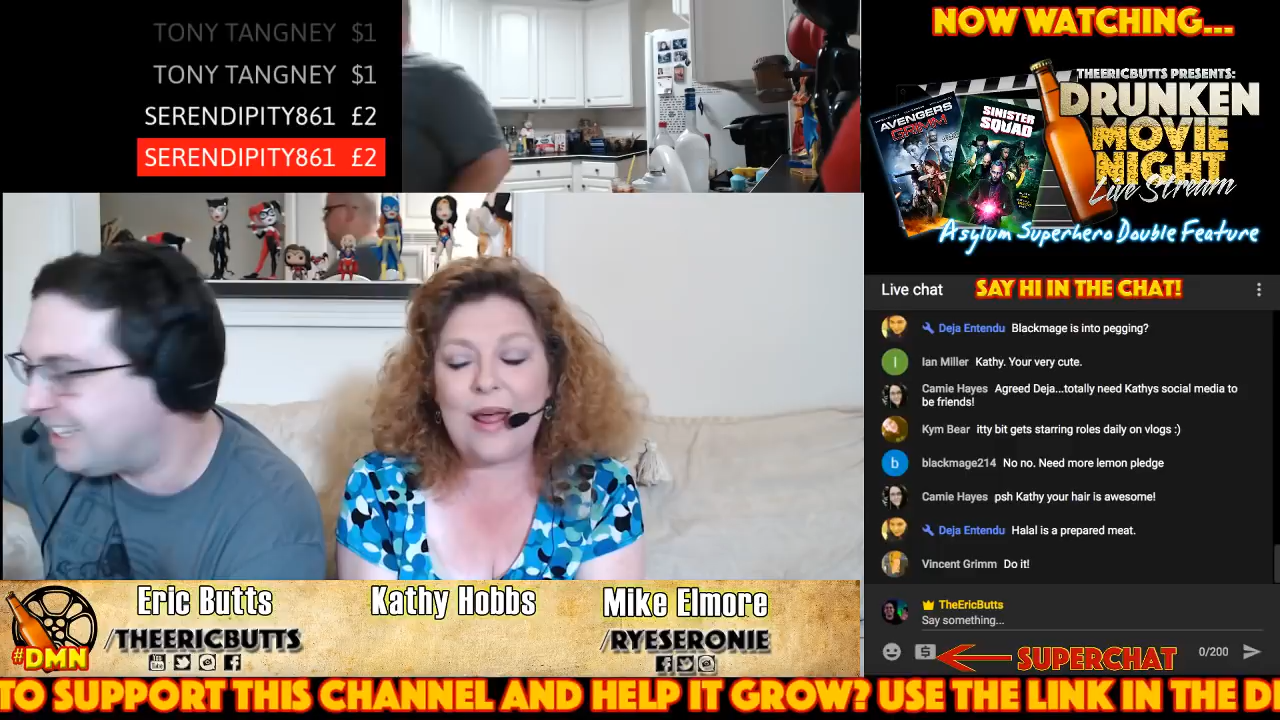 TONY TANGNEY $1
TONY TANGNEY $1
SERENDIPITY861 £2
SERENDIPITY861 £2
NOW WATCHING...
THEERICBUTTS PRESENTS:
DRUNKEN
MOVIE
NIGHT
Live Stream
AVENGERS
GRIMM
SINISTER
SQUAD
Asylum Superhero Double Feature
Live chat
SAY HI IN THE CHAT!
Deja Entendu Blackmage is into pegging?
Ian Miller Kathy. Your very cute.
Camie Hayes Agreed Deja...totally need Kathys social media to
be friends!
Kym Bear itty bit gets starring roles daily on vlogs :)
blackmage214 No no. Need more lemon pledge
Camie Hayes psh Kathy your hair is awesome!
Deja Entendu Halal is a prepared meat.
Vincent Grimm Do it!
TheEricButts
Say something...
SUPERCHAT
0/200
Eric Butts
/THEERICBUTTS
Kathy Hobbs
Mike Elmore
/RYESERONIE
#DMN
TO SUPPORT THIS CHANNEL AND HELP IT GROW? USE THE LINK IN THE DE